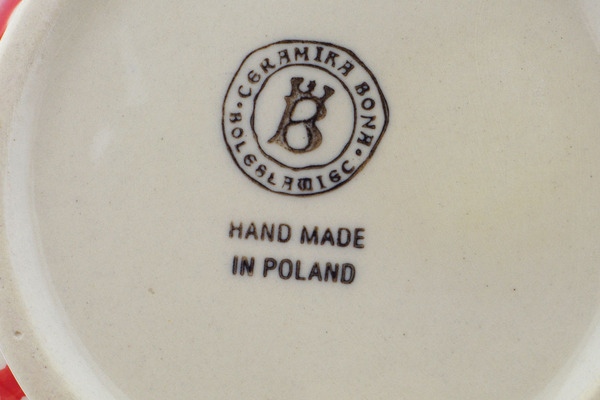 CERAMIKA BONA
BOLESŁAWIEC
B
HAND MADE
IN POLAND